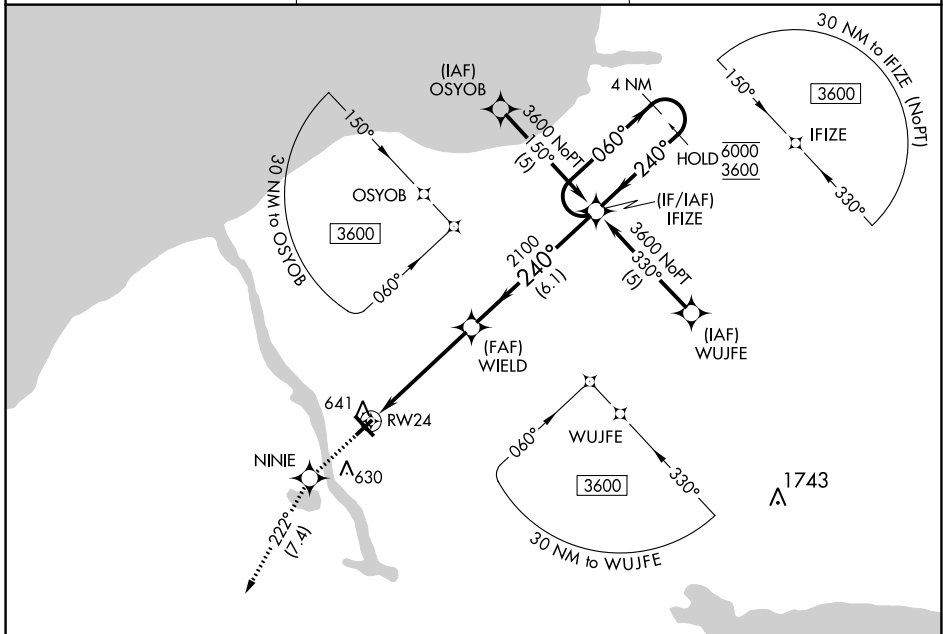 (IAF)
OSYOB
3600 NoPT
150°
(5)
4 NM
060°
240°
HOLD 6000
3600
(IF/IAF)
IFIZE
30 NM to IFIZE (NoPT)
150°
3600
IFIZE
330°
150°
OSYOB
3600
060°
30 NM to OSYOB
2100
240°
(6.1)
3600 NoPT
330°
(5)
(IAF)
WUJFE
(FAF)
WIELD
641
RW24
NINIE
630
222°
(7.4)
060°
WUJFE
3600
330°
30 NM to WUJFE
1743